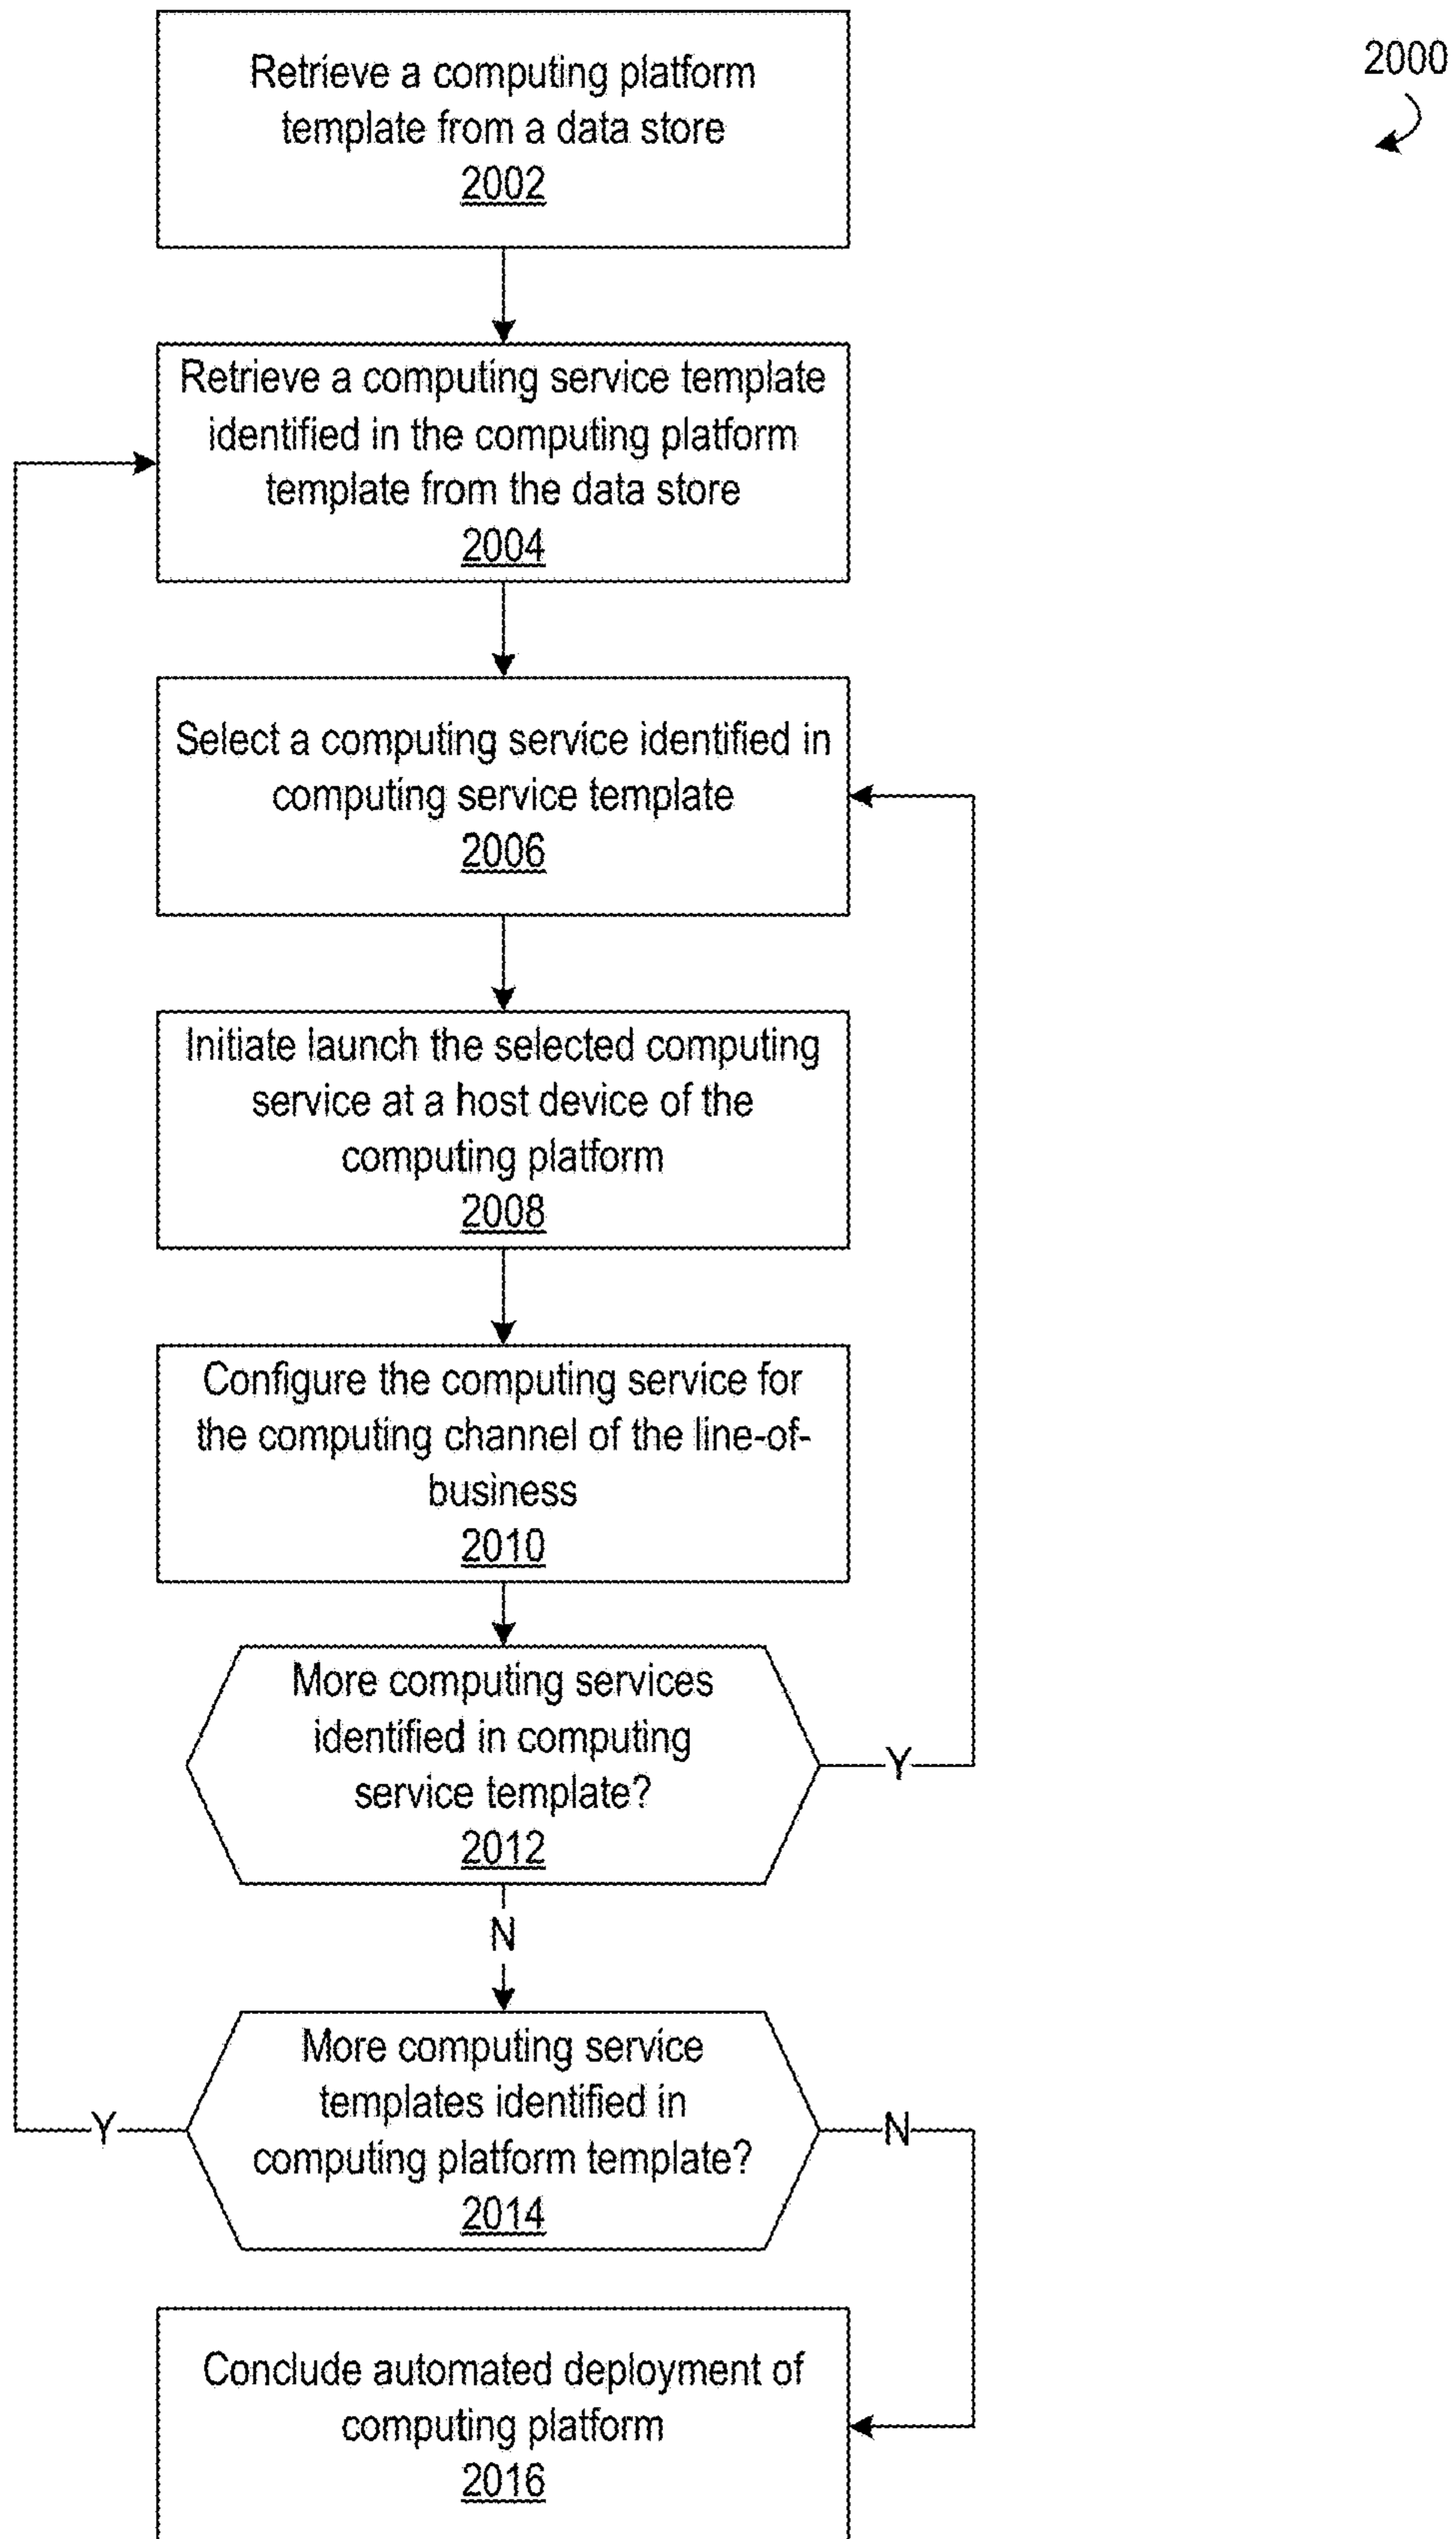 2000
Retrieve a computing platform
template from a data store
2002
Retrieve a computing service template
identified in the computing platform
template from the data store
2004
Select a computing service identified in
computing service template
2006
Initiate launch the selected computing
service at a host device of the
computing platform
2008
Configure the computing service for
the computing channel of the line-of-
business
2010
More computing services
identified in computing
service template?
2012
Y
N
More computing service
templates identified in
computing platform template?
2014
Y
N
Conclude automated deployment of
computing platform
2016